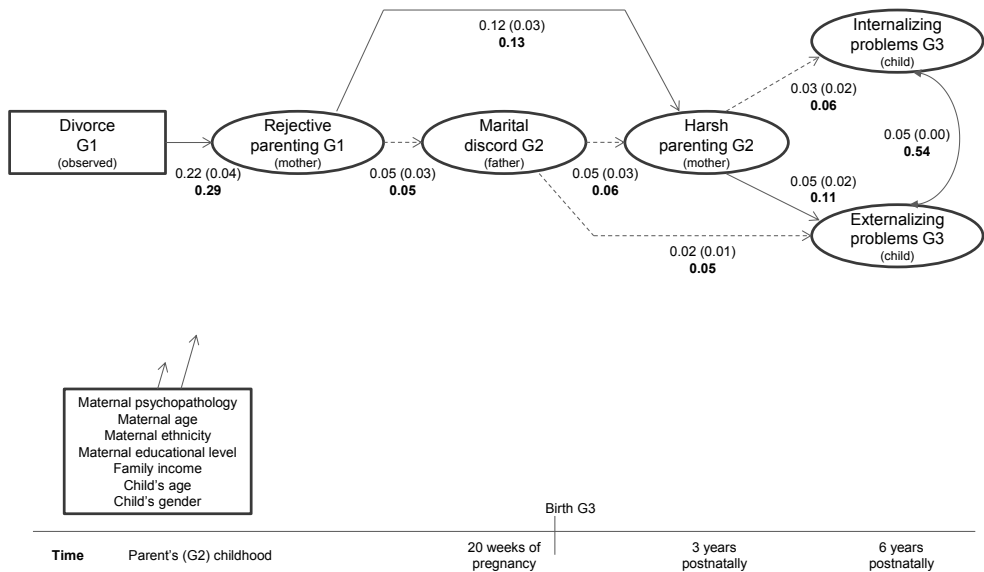 0.12 (0.03)
0.13
Internalizing
problems G3
(child)
Divorce
G1
(observed)
Rejective
parenting G1
(mother)
Marital
discord G2
(father)
Harsh
parenting G2
(mother)
0.03 (0.02)
0.06
0.22 (0.04)
0.29
0.05 (0.03)
0.05
0.05 (0.03)
0.06
0.05 (0.00)
0.54
0.05 (0.02)
0.11
Externalizing
problems G3
(child)
0.02 (0.01)
0.05
Maternal psychopathology
Maternal age
Maternal ethnicity
Maternal educational level
Family income
Child's age
Child's gender
Birth G3
Time
Parent's (G2) childhood
20 weeks of
pregnancy
3 years
postnatally
6 years
postnatally